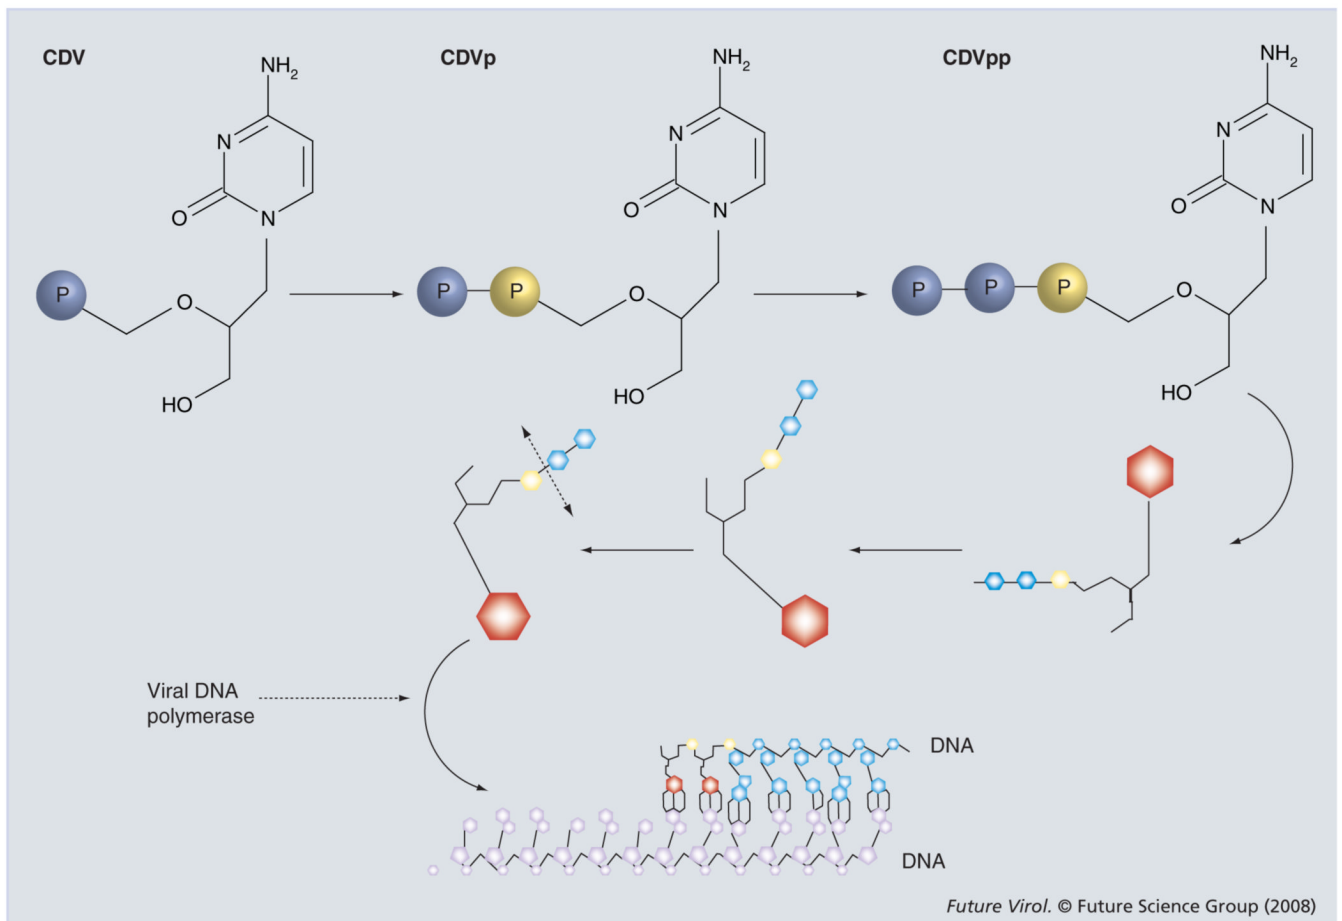 CDV
CDVp
CDVpp
NH2
NH2
NH2
N
N
N
O
N
O
N
O
N
P
O
P
P
O
P
P
P
O
HO
HO
HO
Viral DNA
polymerase
DNA
DNA
Future Virol. © Future Science Group (2008)